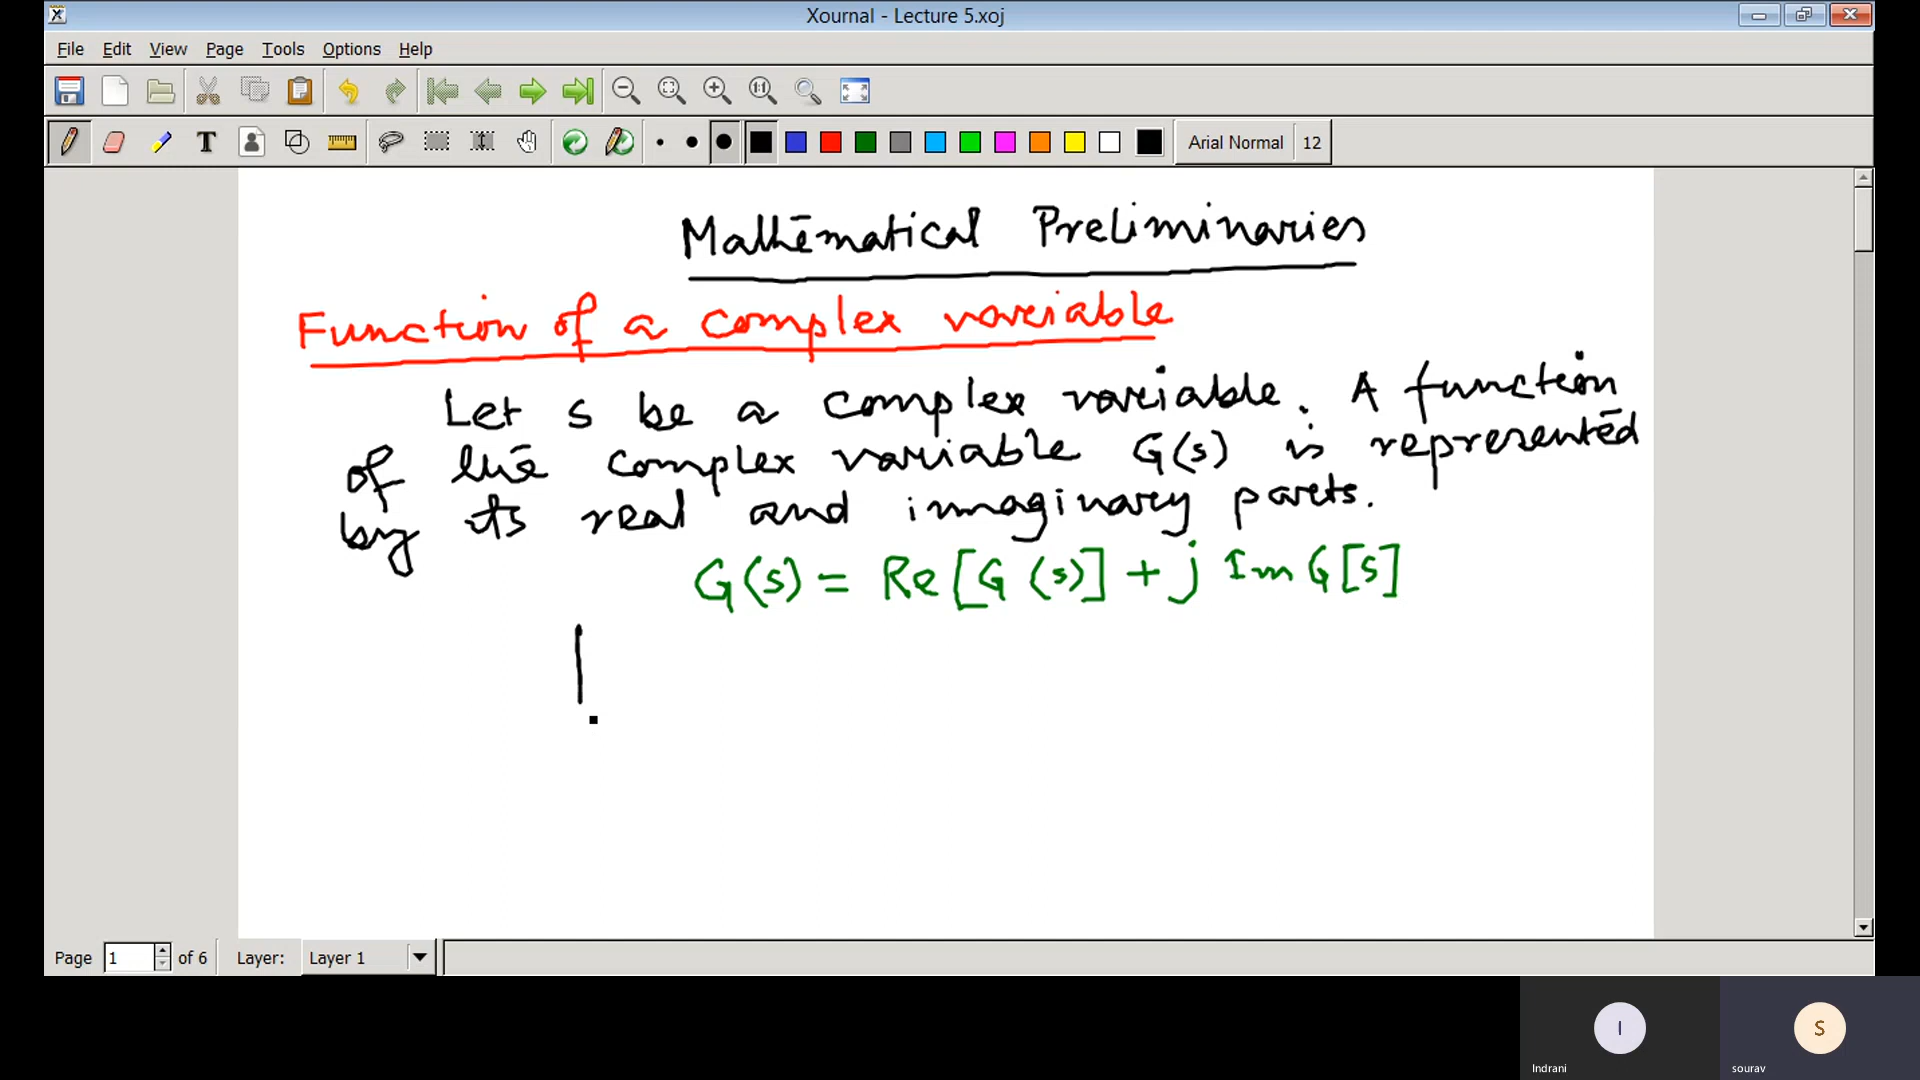 Xournal - Lecture 5.xoj
File Edit View Page Tools Options Help
Arial Normal 12
Mathematical Preliminaries
Function of a complex variable
Let s be a complex variable. A function
of the complex variable G(s) is represented
by its real and imaginary parts.
G(s) = Re[G(s)] + j Im G[s]
Page 1 of 6 Layer: Layer 1
I S
Indrani sourav